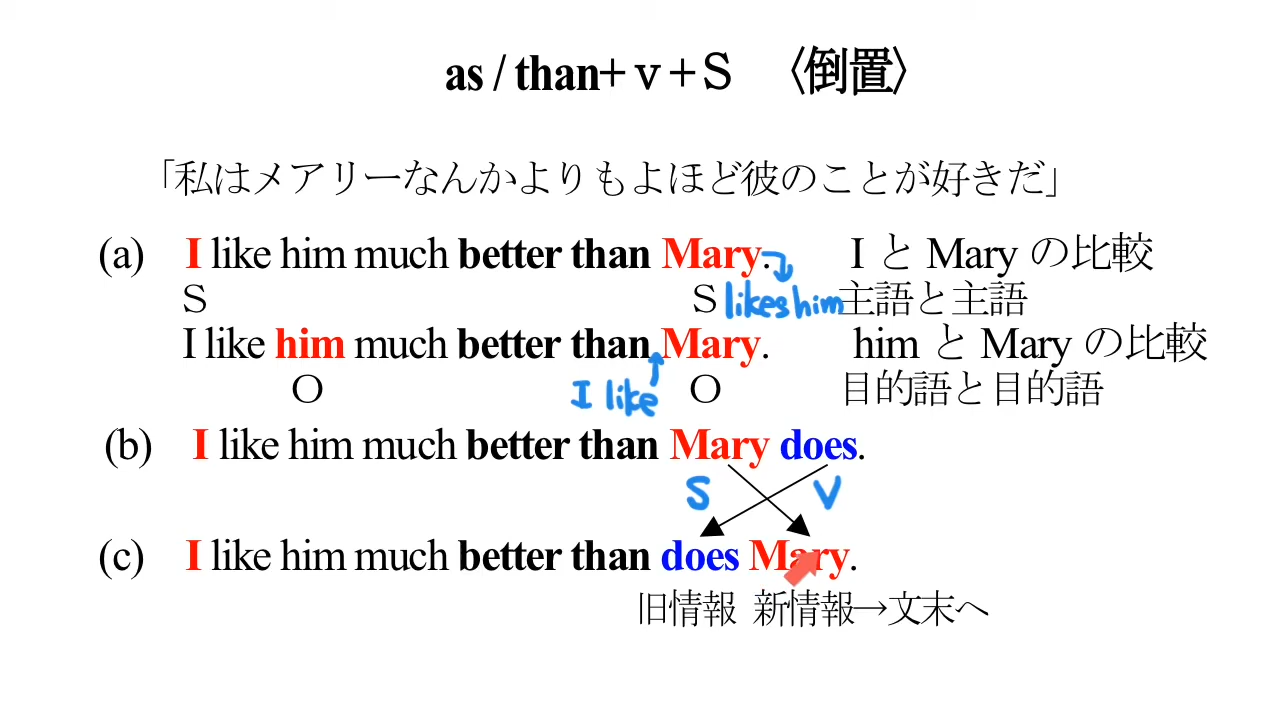 as / than+ v + S 〈倒置〉
「私はメアリーなんかよりもよほど彼のことが好きだ」
(a) I like him much better than Mary. I と Mary の比較
S S likes him 主語と主語
I like him much better than Mary. him と Mary の比較
O I like O 目的語と目的語
(b) I like him much better than Mary does.
S V
(c) I like him much better than does Mary.
旧情報 新情報→文末へ